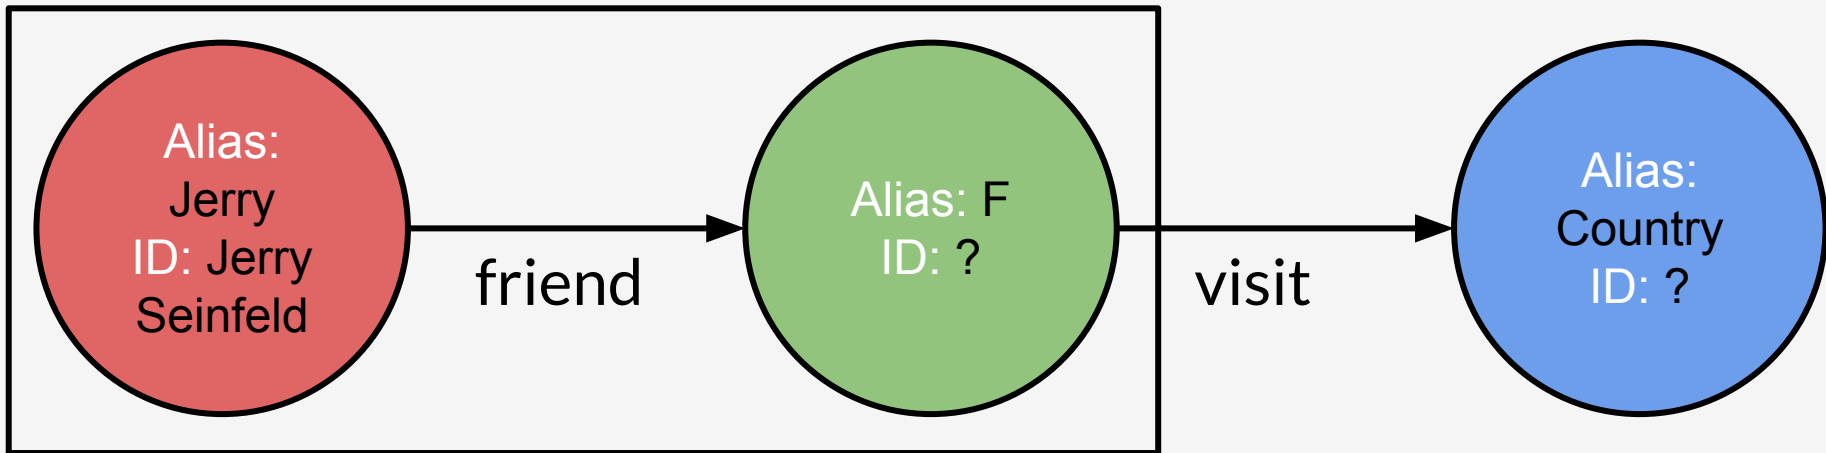 Alias:
Jerry
ID: Jerry
Seinfeld
friend
Alias: F
ID: ?
visit
Alias:
Country
ID: ?